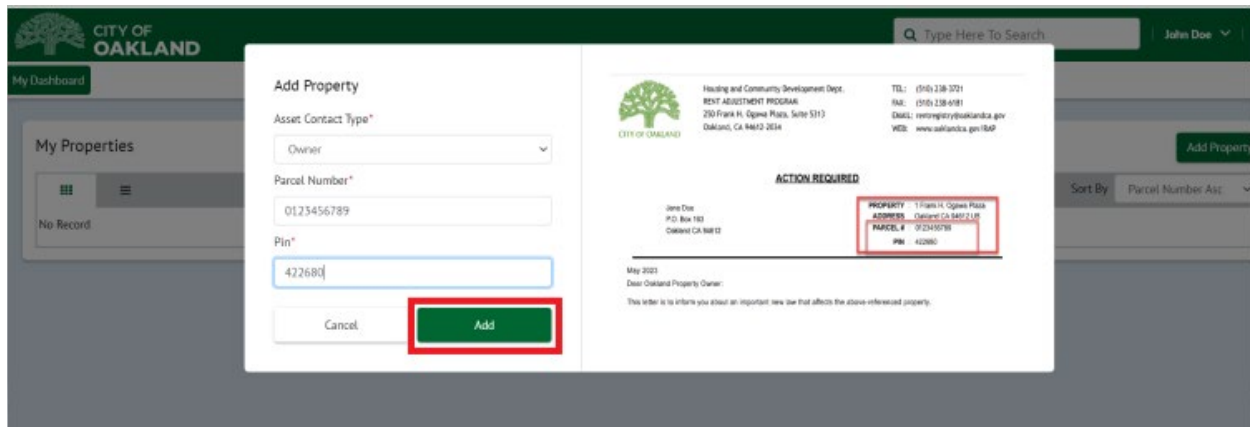 CITY OF
OAKLAND
Type Here To Search
John Doe
My Dashboard
My Properties
Add Property
Sort By
Parcel Number Asc
No Record
Add Property
Asset Contact Type*
Owner
Parcel Number*
0123456789
Pin*
422680
Cancel
Add
CITY OF OAKLAND
Housing and Community Development Dept.
RENT ADJUSTMENT PROGRAM
250 Frank H. Ogawa Plaza, Suite 5313
Oakland, CA 94612-2034
TEL: (510) 238-3721
FAX: (510) 238-6181
EMAIL: rentregistry@oaklandca.gov
WEB: www.oaklandca.gov/RAP
ACTION REQUIRED
Jane Doe
P.O. Box 103
Oakland CA 94612
PROPERTY : 1 Frank H. Ogawa Plaza
ADDRESS Oakland CA 94612 US
PARCEL # : 0123456789
PIN : 422680
May 2023
Dear Oakland Property Owner:
This letter is to inform you about an important new law that affects the above-referenced property.